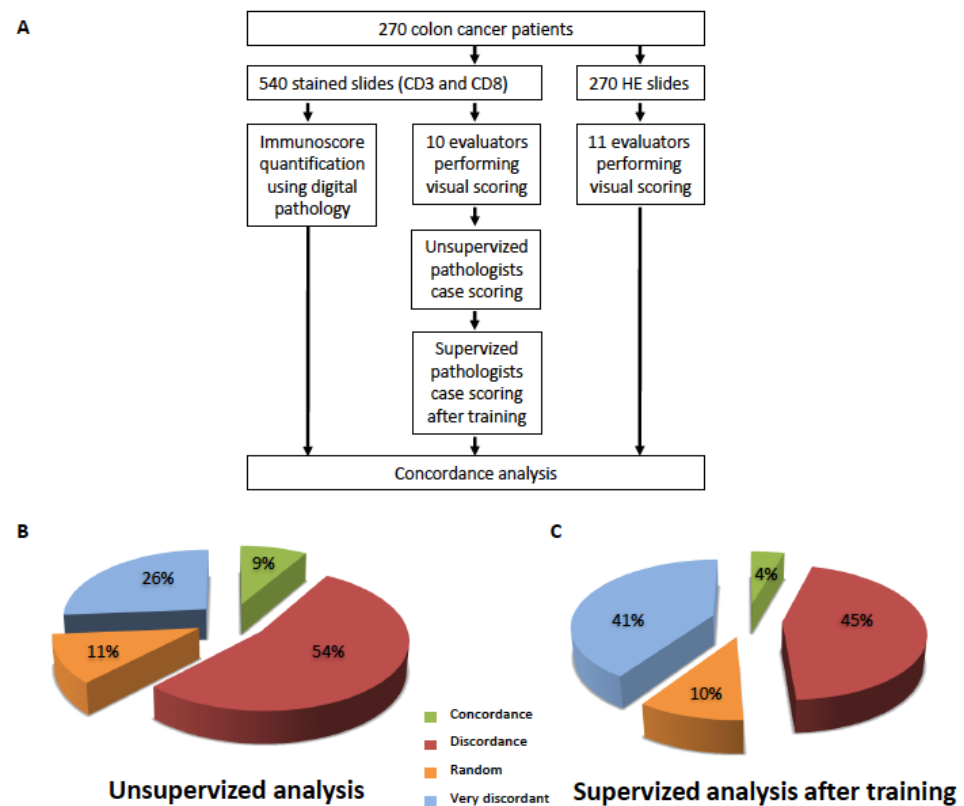 A
270 colon cancer patients
540 stained slides (CD3 and CD8)
270 HE slides
Immunoscore
quantification
using digital
pathology
10 evaluators
performing
visual scoring
11 evaluators
performing
visual scoring
Unsupervized
pathologists
case scoring
Supervized
pathologists
case scoring
after training
Concordance analysis
B
9%
54%
11%
26%
Unsupervized analysis
Concordance
Discordance
Random
Very discordant
C
4%
45%
10%
41%
Supervized analysis after training